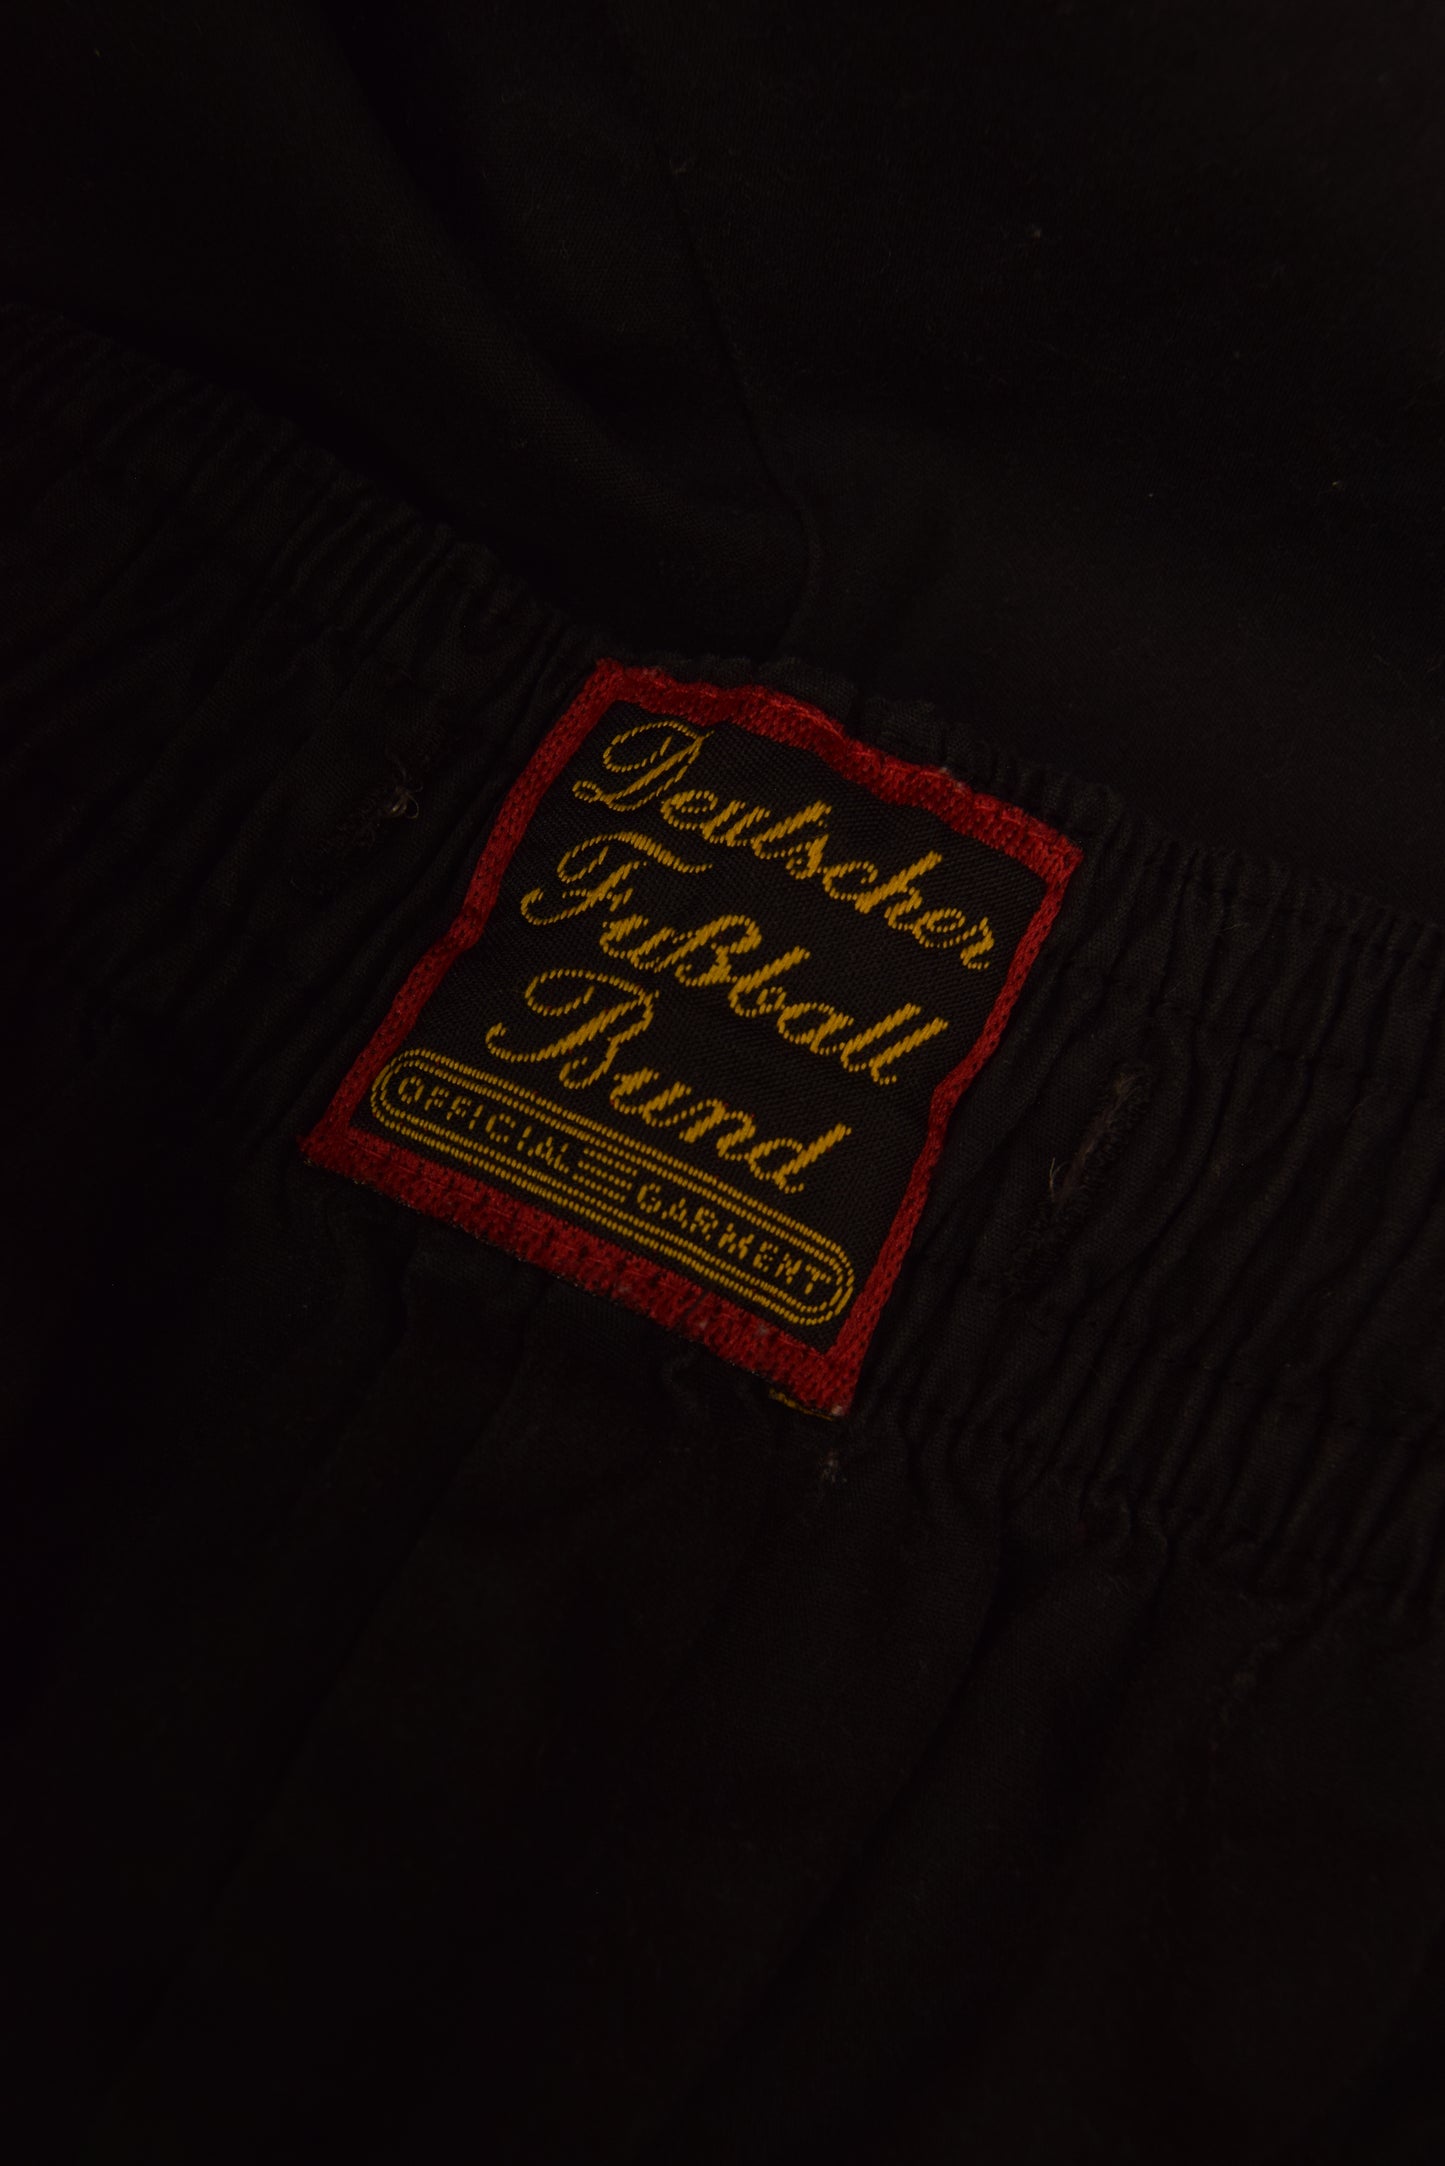 Deutscher
Fußball
Bund
OFFICIAL GARMENT